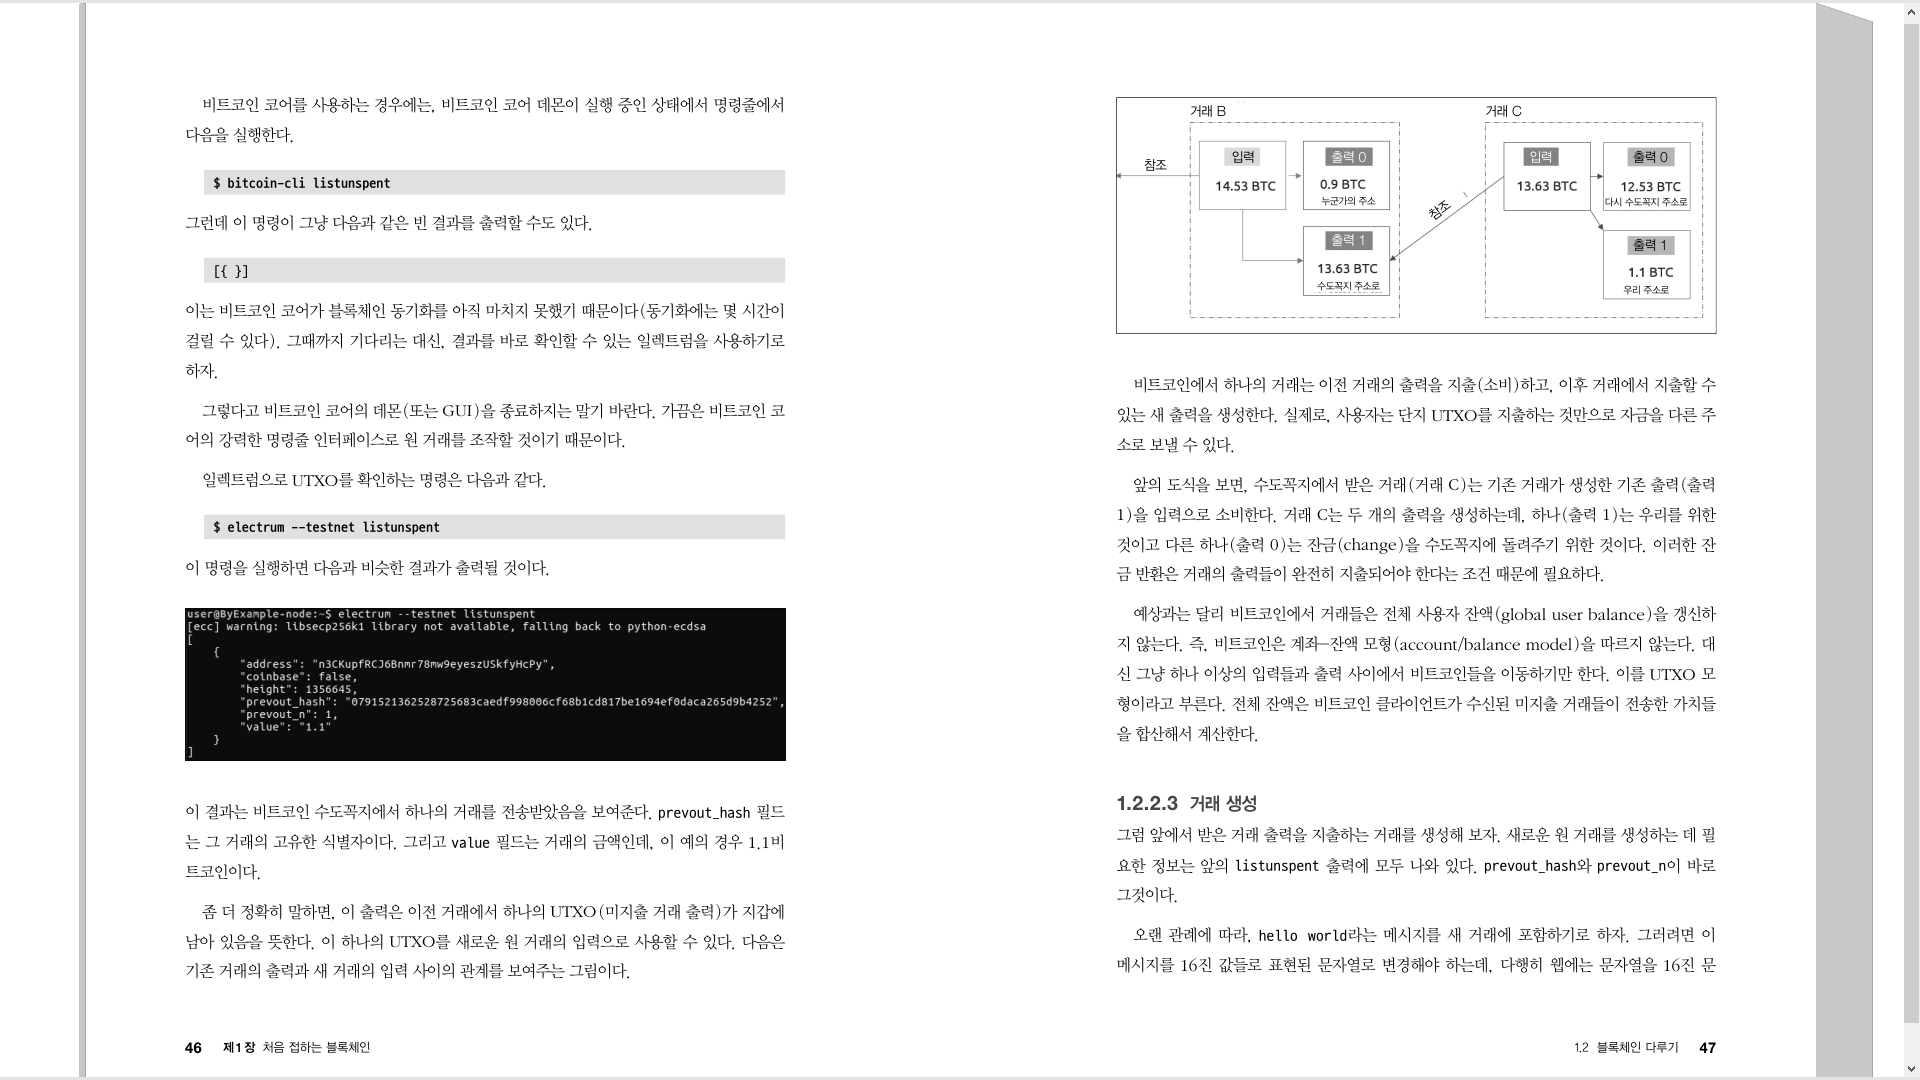 비트코인 코어를 사용하는 경우에는, 비트코인 코어 데몬이 실행 중인 상태에서 명령줄에서
다음을 실행한다.
$ bitcoin-cli listunspent
그런데 이 명령이 그냥 다음과 같은 빈 결과를 출력할 수도 있다.
[{ }]
이는 비트코인 코어가 블록체인 동기화를 아직 마치지 못했기 때문이다(동기화에는 몇 시간이
걸릴 수 있다). 그때까지 기다리는 대신, 결과를 바로 확인할 수 있는 일렉트럼을 사용하기로
하자.
그렇다고 비트코인 코어의 데몬(또는 GUI)을 종료하지는 말기 바란다. 가끔은 비트코인 코
어의 강력한 명령줄 인터페이스로 원 거래를 조작할 것이기 때문이다.
일렉트럼으로 UTXO를 확인하는 명령은 다음과 같다.
$ electrum --testnet listunspent
이 명령을 실행하면 다음과 비슷한 결과가 출력될 것이다.
user@ByExample-node:~$ electrum --testnet listunspent
[ecc] warning: libsecp256k1 library not available, falling back to python-ecdsa
[
{
"address": "n3CKupfRCJ6Bnmr78mw9eyeszUSkfyHcPy",
"coinbase": false,
"height": 1356645,
"prevout_hash": "0791521362528725683caedf998006cf68b1cd817be1694ef0daca265d9b4252",
"prevout_n": 1,
"value": "1.1"
}
]
이 결과는 비트코인 수도꼭지에서 하나의 거래를 전송받았음을 보여준다. prevout_hash 필드
는 그 거래의 고유한 식별자이다. 그리고 value 필드는 거래의 금액인데, 이 예의 경우 1.1비
트코인이다.
좀 더 정확히 말하면, 이 출력은 이전 거래에서 하나의 UTXO(미지출 거래 출력)가 지갑에
남아 있음을 뜻한다. 이 하나의 UTXO를 새로운 원 거래의 입력으로 사용할 수 있다. 다음은
기존 거래의 출력과 새 거래의 입력 사이의 관계를 보여주는 그림이다.
46 제1장 처음 접하는 블록체인
거래 B
참조
입력
14.53 BTC
출력 0
0.9 BTC
누군가의 주소
출력 1
13.63 BTC
수도꼭지 주소로
참조
거래 C
입력
13.63 BTC
출력 0
12.53 BTC
다시 수도꼭지 주소로
출력 1
1.1 BTC
우리 주소로
비트코인에서 하나의 거래는 이전 거래의 출력을 지출(소비)하고, 이후 거래에서 지출할 수
있는 새 출력을 생성한다. 실제로, 사용자는 단지 UTXO를 지출하는 것만으로 자금을 다른 주
소로 보낼 수 있다.
앞의 도식을 보면, 수도꼭지에서 받은 거래(거래 C)는 기존 거래가 생성한 기존 출력(출력
1)을 입력으로 소비한다. 거래 C는 두 개의 출력을 생성하는데, 하나(출력 1)는 우리를 위한
것이고 다른 하나(출력 0)는 잔금(change)을 수도꼭지에 돌려주기 위한 것이다. 이러한 잔
금 반환은 거래의 출력들이 완전히 지출되어야 한다는 조건 때문에 필요하다.
예상과는 달리 비트코인에서 거래들은 전체 사용자 잔액(global user balance)을 갱신하
지 않는다. 즉, 비트코인은 계좌–잔액 모형(account/balance model)을 따르지 않는다. 대
신 그냥 하나 이상의 입력들과 출력 사이에서 비트코인들을 이동하기만 한다. 이를 UTXO 모
형이라고 부른다. 전체 잔액은 비트코인 클라이언트가 수신된 미지출 거래들이 전송한 가치들
을 합산해서 계산한다.
1.2.2.3 거래 생성
그럼 앞에서 받은 거래 출력을 지출하는 거래를 생성해 보자. 새로운 원 거래를 생성하는 데 필
요한 정보는 앞의 listunspent 출력에 모두 나와 있다. prevout_hash와 prevout_n이 바로
그것이다.
오랜 관례에 따라, hello world라는 메시지를 새 거래에 포함하기로 하자. 그러려면 이
메시지를 16진 값들로 표현된 문자열로 변경해야 하는데, 다행히 웹에는 문자열을 16진 문
1.2 블록체인 다루기 47